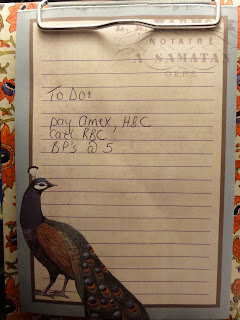 NOTAIRE
A SAMATAN
GERS
To Do:
pay Amex, HBC
call RBC
BP's @ 5